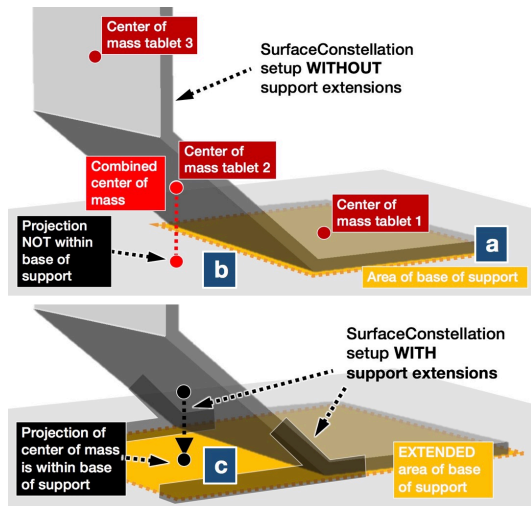 Center of
mass tablet 3
SurfaceConstellation
setup WITHOUT
support extensions
Combined
center of
mass
Center of
mass tablet 2
Center of
mass tablet 1
Projection
NOT within
base of
support
a
b
Area of base of support
SurfaceConstellation
setup WITH
support extensions
Projection of
center of mass
is within base
of support
c
EXTENDED
area of base
of support